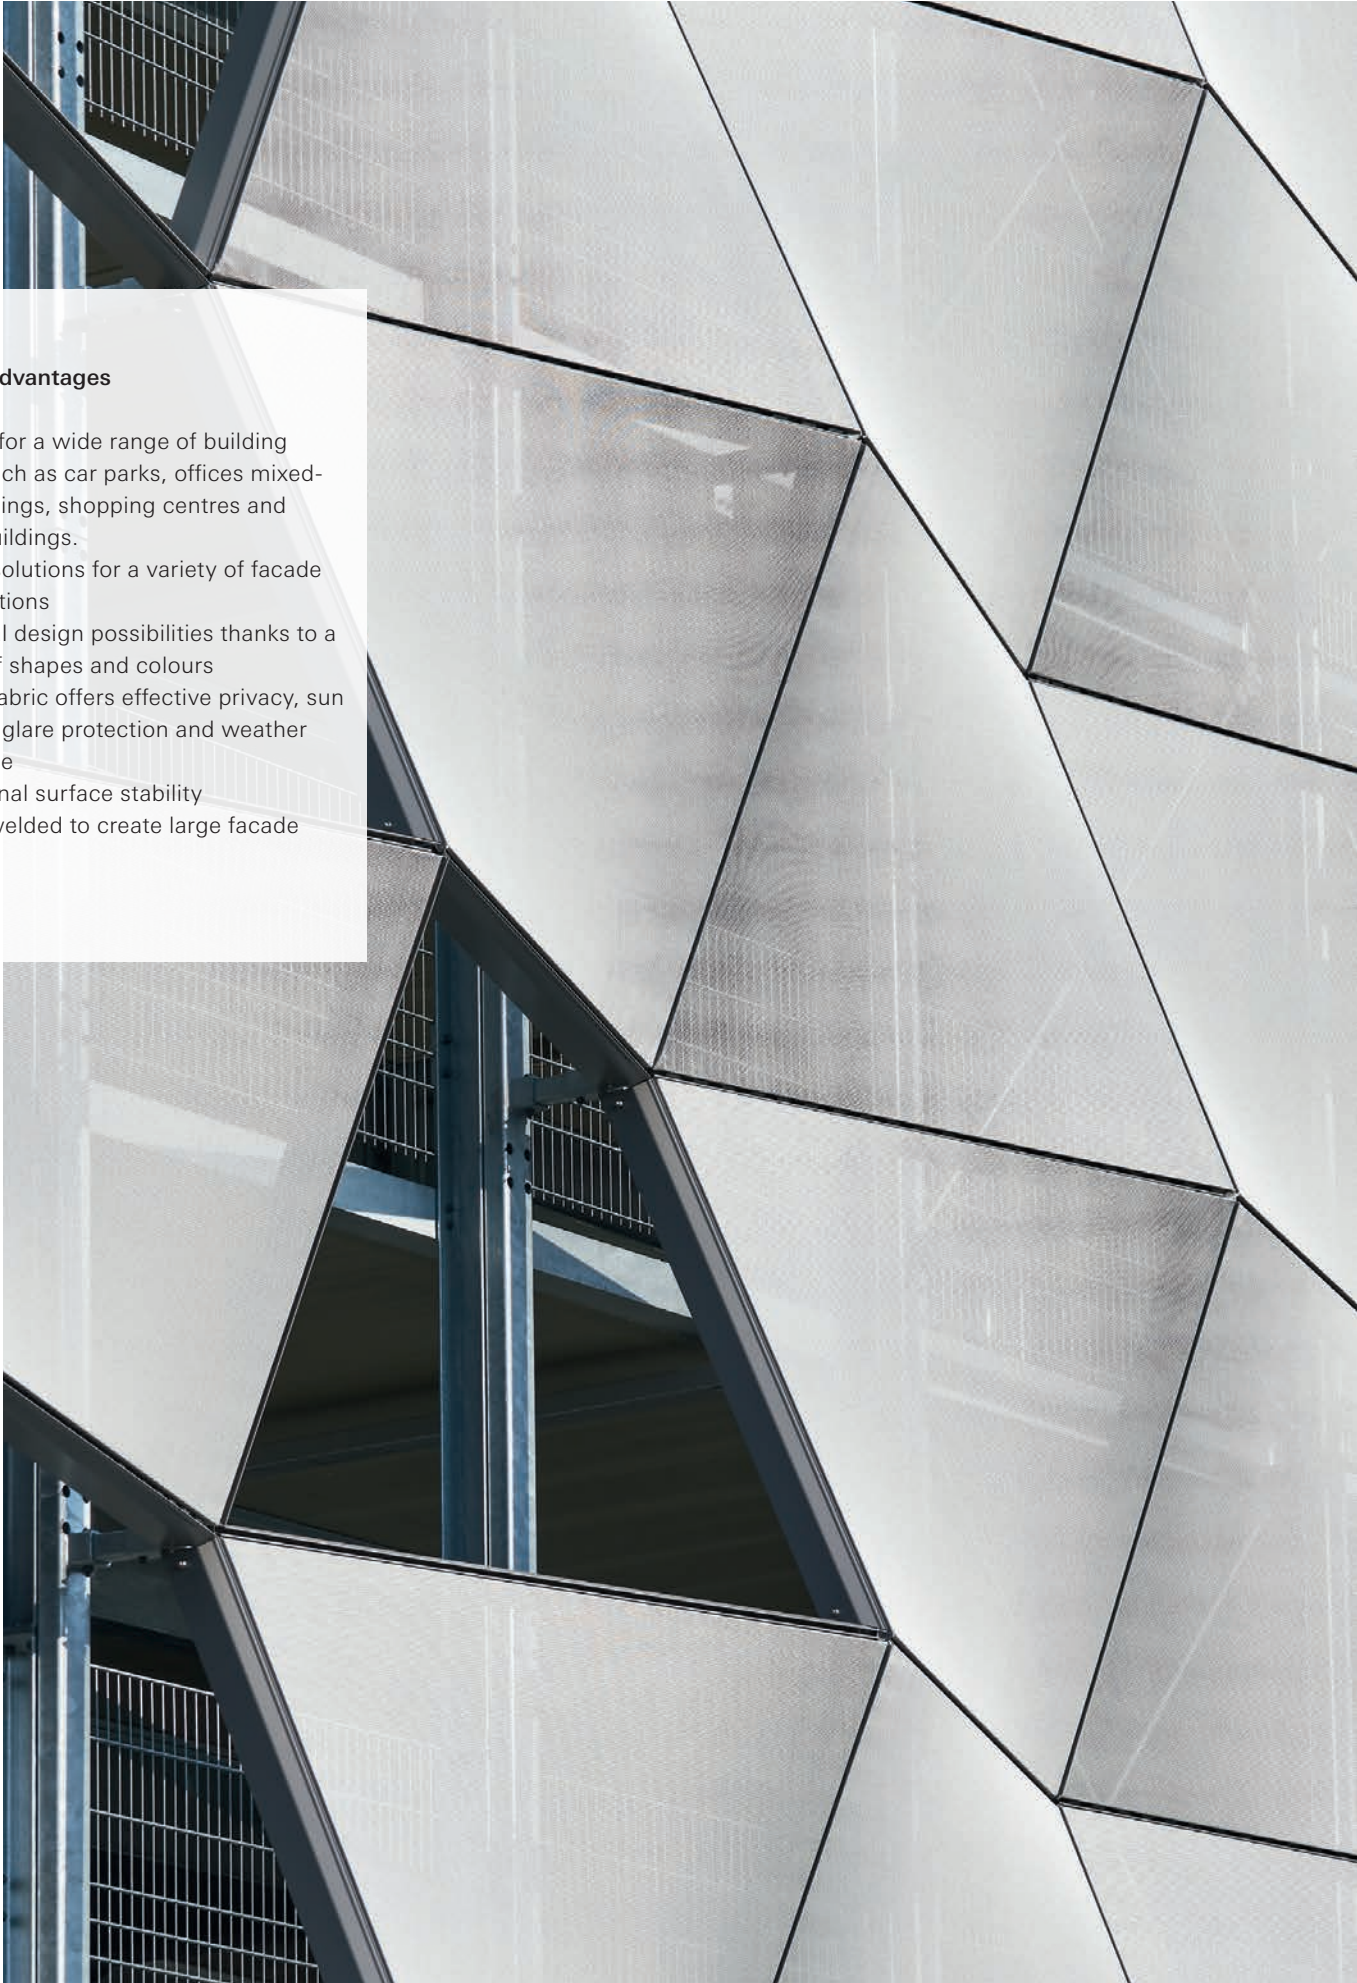 dvantages
for a wide range of building
ch as car parks, offices mixed-
ings, shopping centres and
ildings.
olutions for a variety of facade
tions
l design possibilities thanks to a
f shapes and colours
abric offers effective privacy, sun
glare protection and weather
e
nal surface stability
welded to create large facade